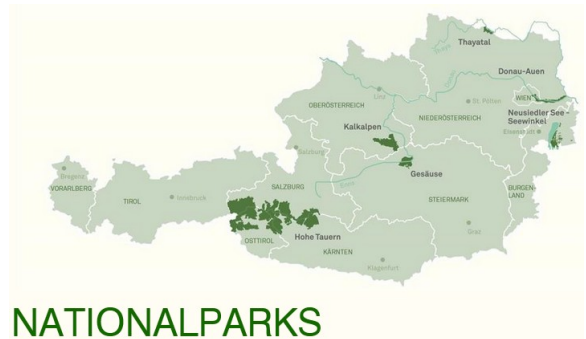 Thayatal
Donau-Auen
Linz
St. Pölten
WIEN
OBERÖSTERREICH
Neusiedler See -
Seewinkel
NIEDERÖSTERREICH
Kalkalpen
Eisenstadt
Salzburg
Bregenz
Gesäuse
VORARLBERG
TIROL
Innsbruck
SALZBURG
STEIERMARK
BURGEN-
LAND
Graz
Hohe Tauern
OSTTIROL
KÄRNTEN
Klagenfurt
NATIONALPARKS